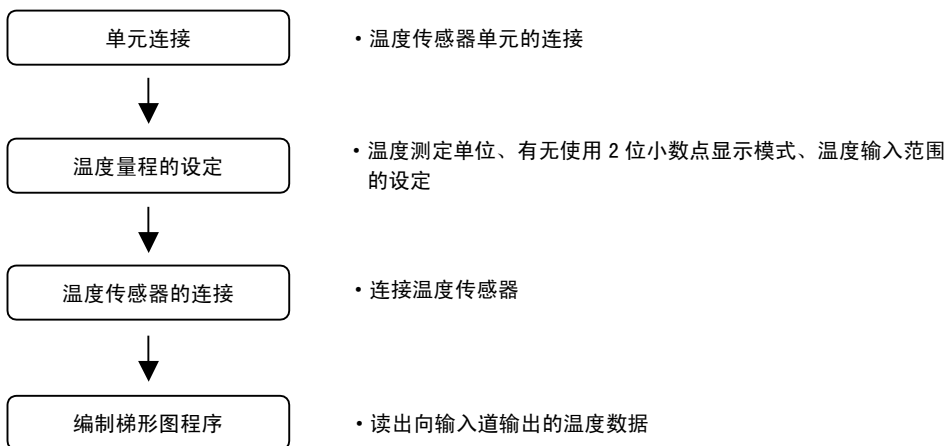 单元连接
・温度传感器单元的连接
温度量程的设定
・温度测定单位、有无使用 2 位小数点显示模式、温度输入范围
的设定
温度传感器的连接
・连接温度传感器
编制梯形图程序
・读出向输入道输出的温度数据